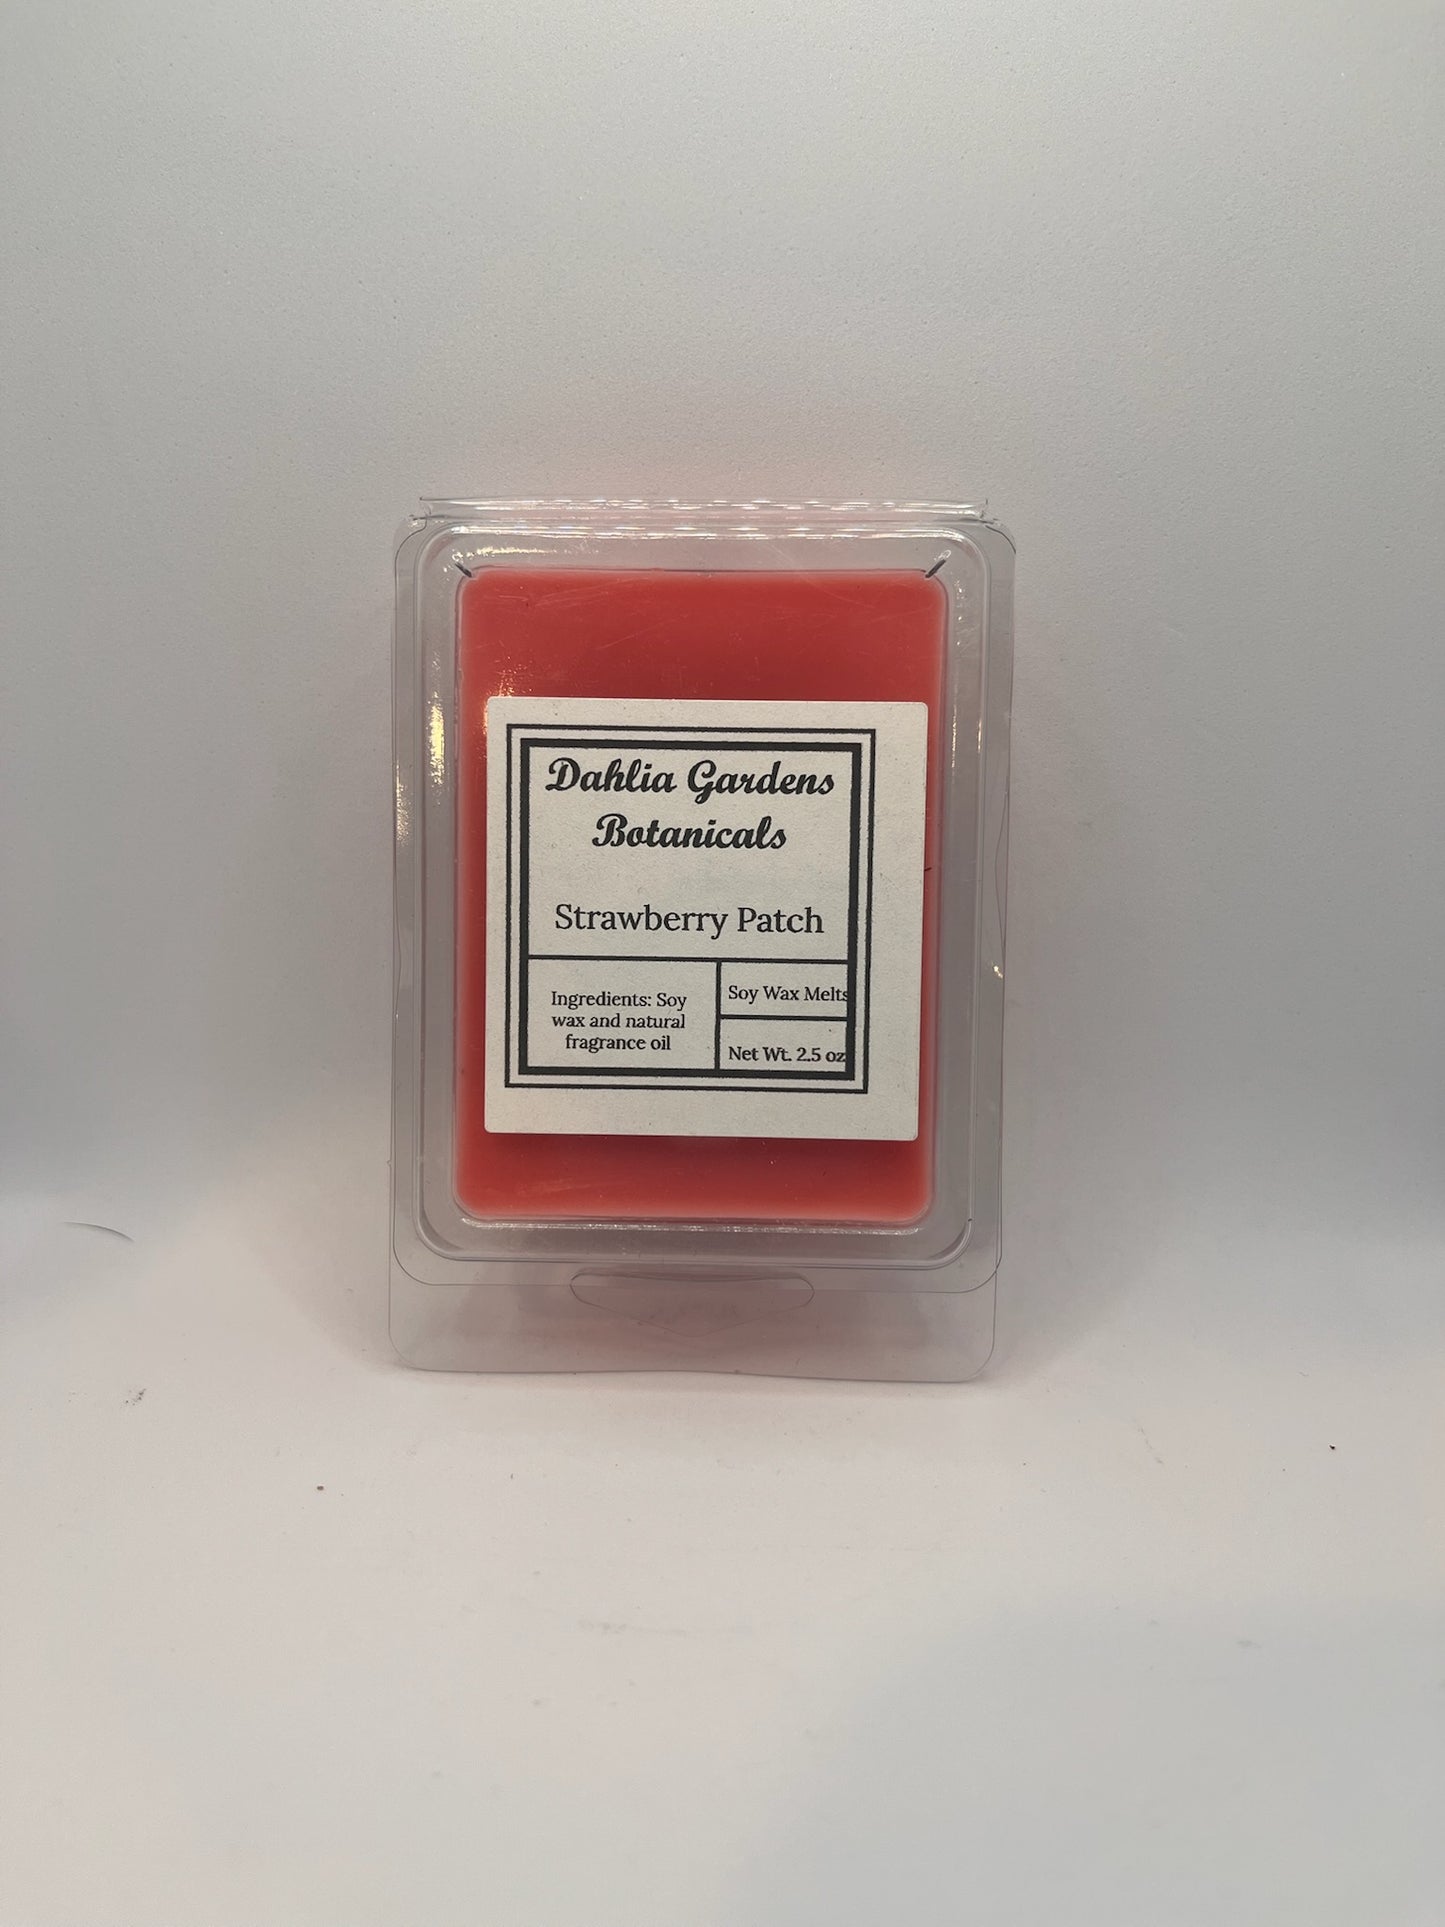 Dahlia Gardens
Botanicals
Strawberry Patch
Ingredients: Soy
wax and natural
fragrance oil
Soy Wax Melts
Net Wt. 2.5 oz